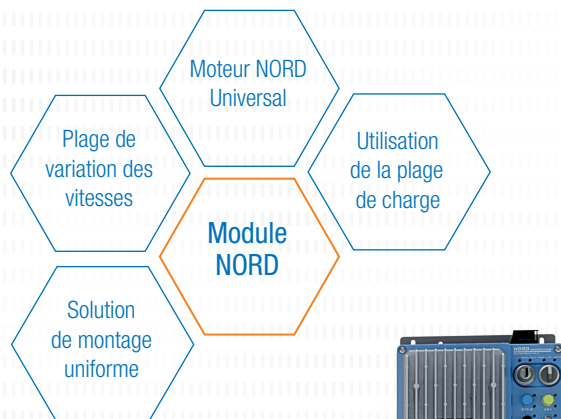 Moteur NORD
Universal
Plage de
variation des
vitesses
Utilisation
de la plage
de charge
Module
NORD
Solution
de montage
uniforme
NORD